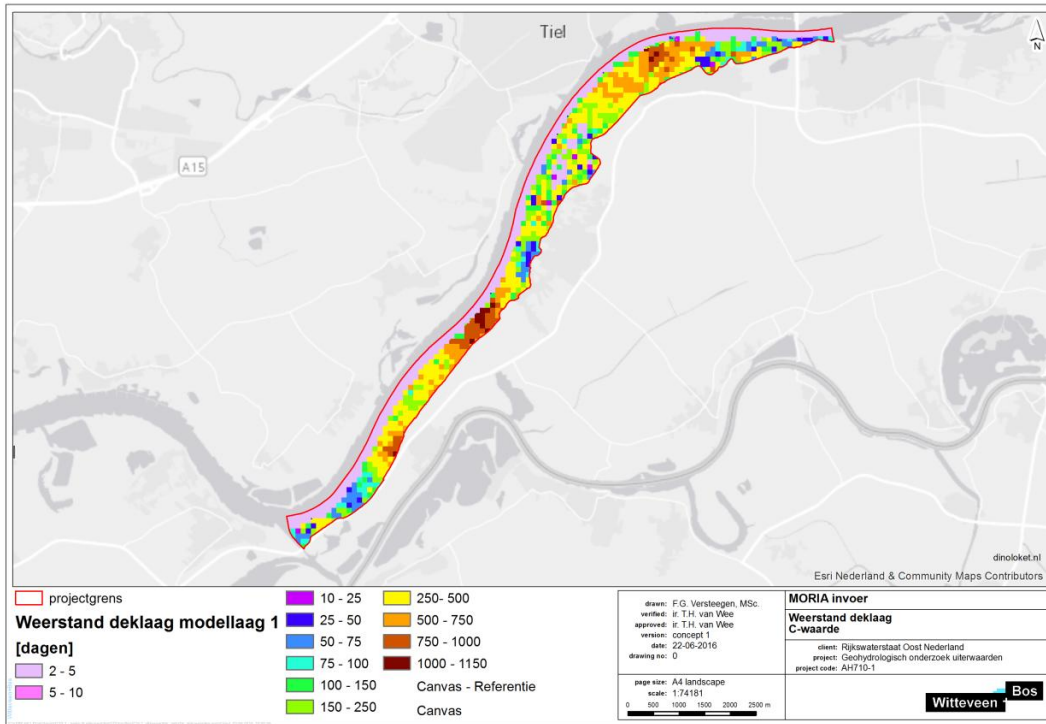 Tiel
N
A15
dinoloket.nl
Esri Nederland & Community Maps Contributors
projectgrens
Weerstand deklaag modellaag 1
[dagen]
2 - 5
5 - 10
10 - 25
25 - 50
50 - 75
75 - 100
100 - 150
150 - 250
250- 500
500 - 750
750 - 1000
1000 - 1150
Canvas - Referentie
Canvas
drawn: F.G. Versteegen, MSc.
verified: ir. T.H. van Wee
approved: ir. T.H. van Wee
version: concept 1
date: 22-06-2016
drawing no: 0
page size: A4 landscape
scale: 1:74181
0 500 1000 1500 2000 2500 m
MORIA invoer
Weerstand deklaag
C-waarde
client: Rijkswaterstaat Oost Nederland
project: Geohydrologisch onderzoek uiterwaarden
project code: AH710-1
Witteveen + Bos